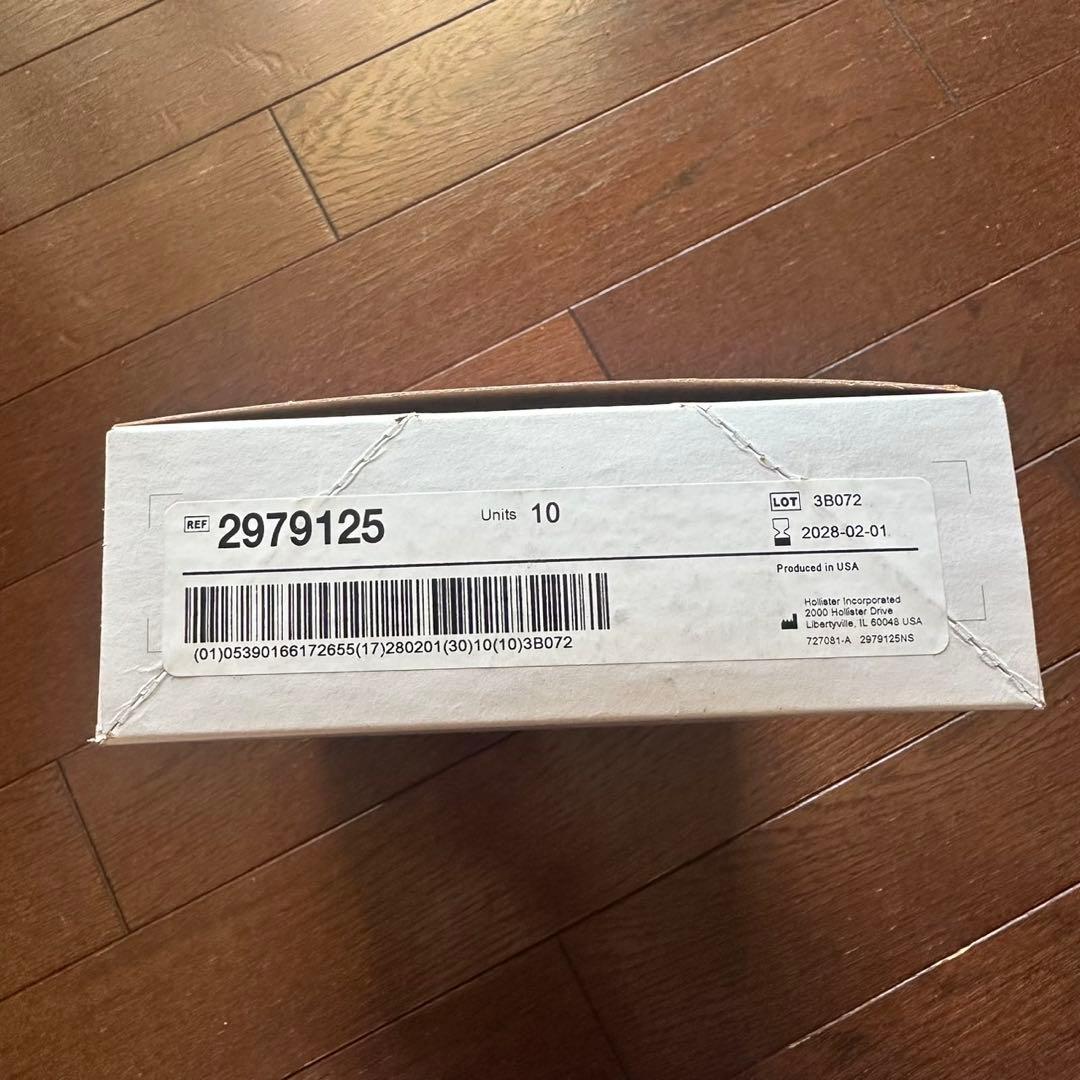 REF 2979125 Units 10
LOT 3B072
2028-02-01
Produced in USA
(01)05390166172655(17)280201(30)10(10)3B072
Hollister Incorporated
2000 Hollister Drive
Libertyville, IL 60048 USA
727081-A 2979125NS